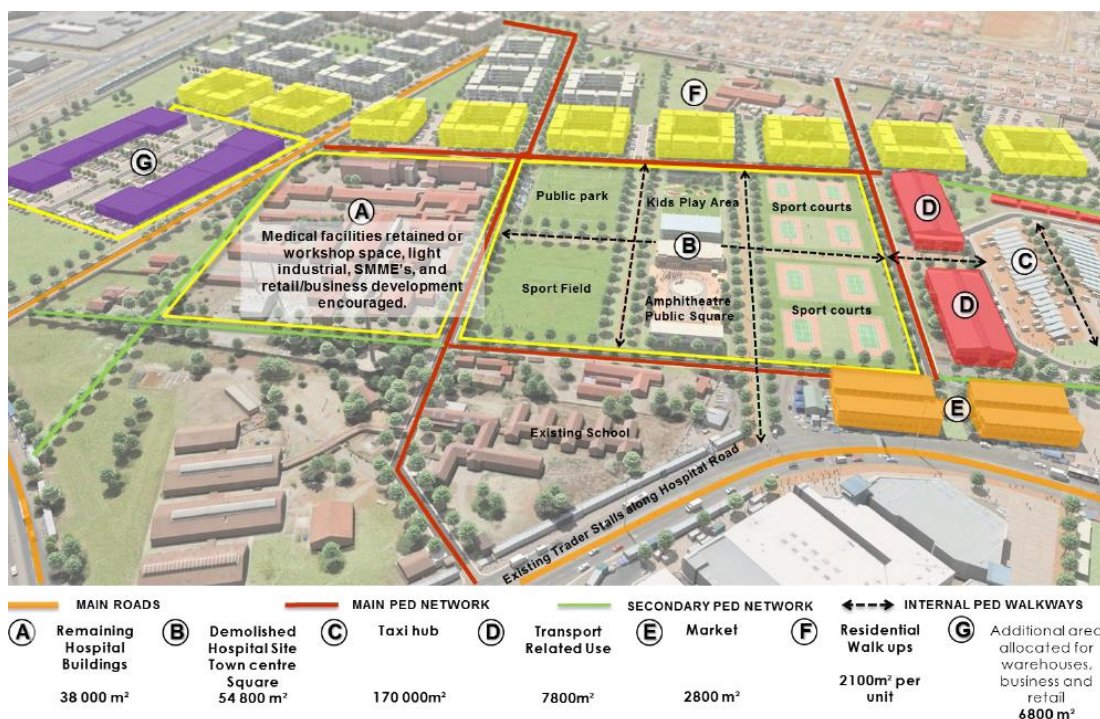 F
G
A
Medical facilities retained or
workshop space, light
industrial, SMME's, and
retail/business development
encouraged.
Public park
Kids Play Area
Sport courts
D
B
C
Sport Field
Amphitheatre
Public Square
Sport courts
D
E
Existing School
Existing Trader Stalls along Hospital Road
MAIN ROADS
MAIN PED NETWORK
SECONDARY PED NETWORK
INTERNAL PED WALKWAYS
A
Remaining
Hospital
Buildings
38 000 m²
B
Demolished
Hospital Site
Town centre
Square
54 800 m²
C
Taxi hub
170 000m²
D
Transport
Related Use
7800m²
E
Market
2800 m²
F
Residential
Walk ups
2100m² per
unit
G
Additional area
allocated for
warehouses,
business and
retail
6800 m²